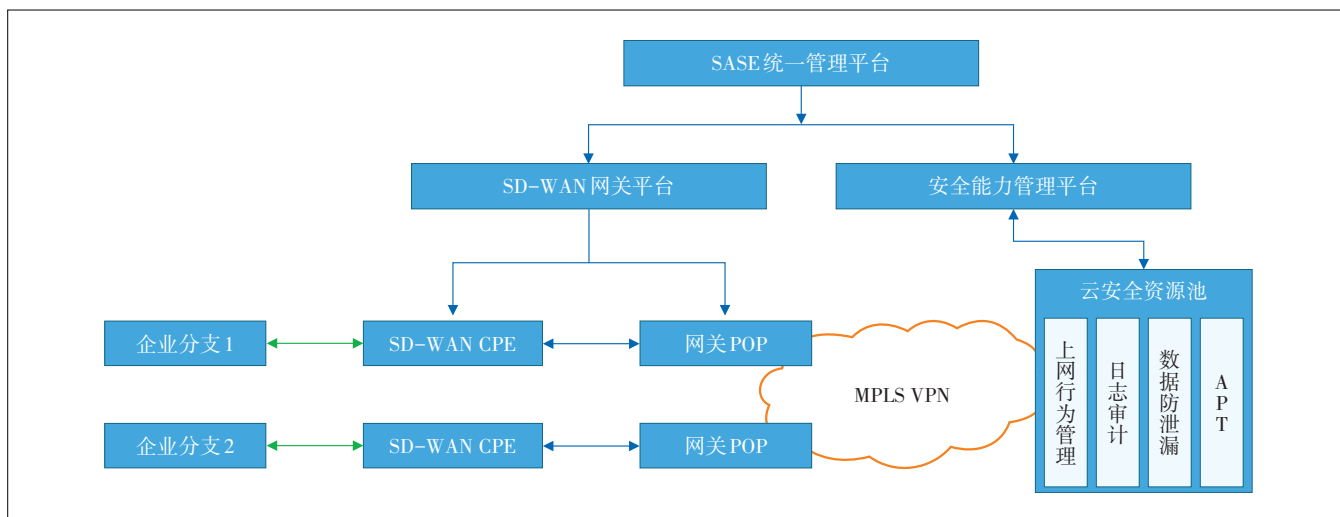 SASE统一管理平台
SD-WAN网关平台
安全能力管理平台
云安全资源池
企业分支1
SD-WAN CPE
网关POP
MPLS VPN
上网行为管理
日志审计
数据防泄漏
APT
企业分支2
SD-WAN CPE
网关POP